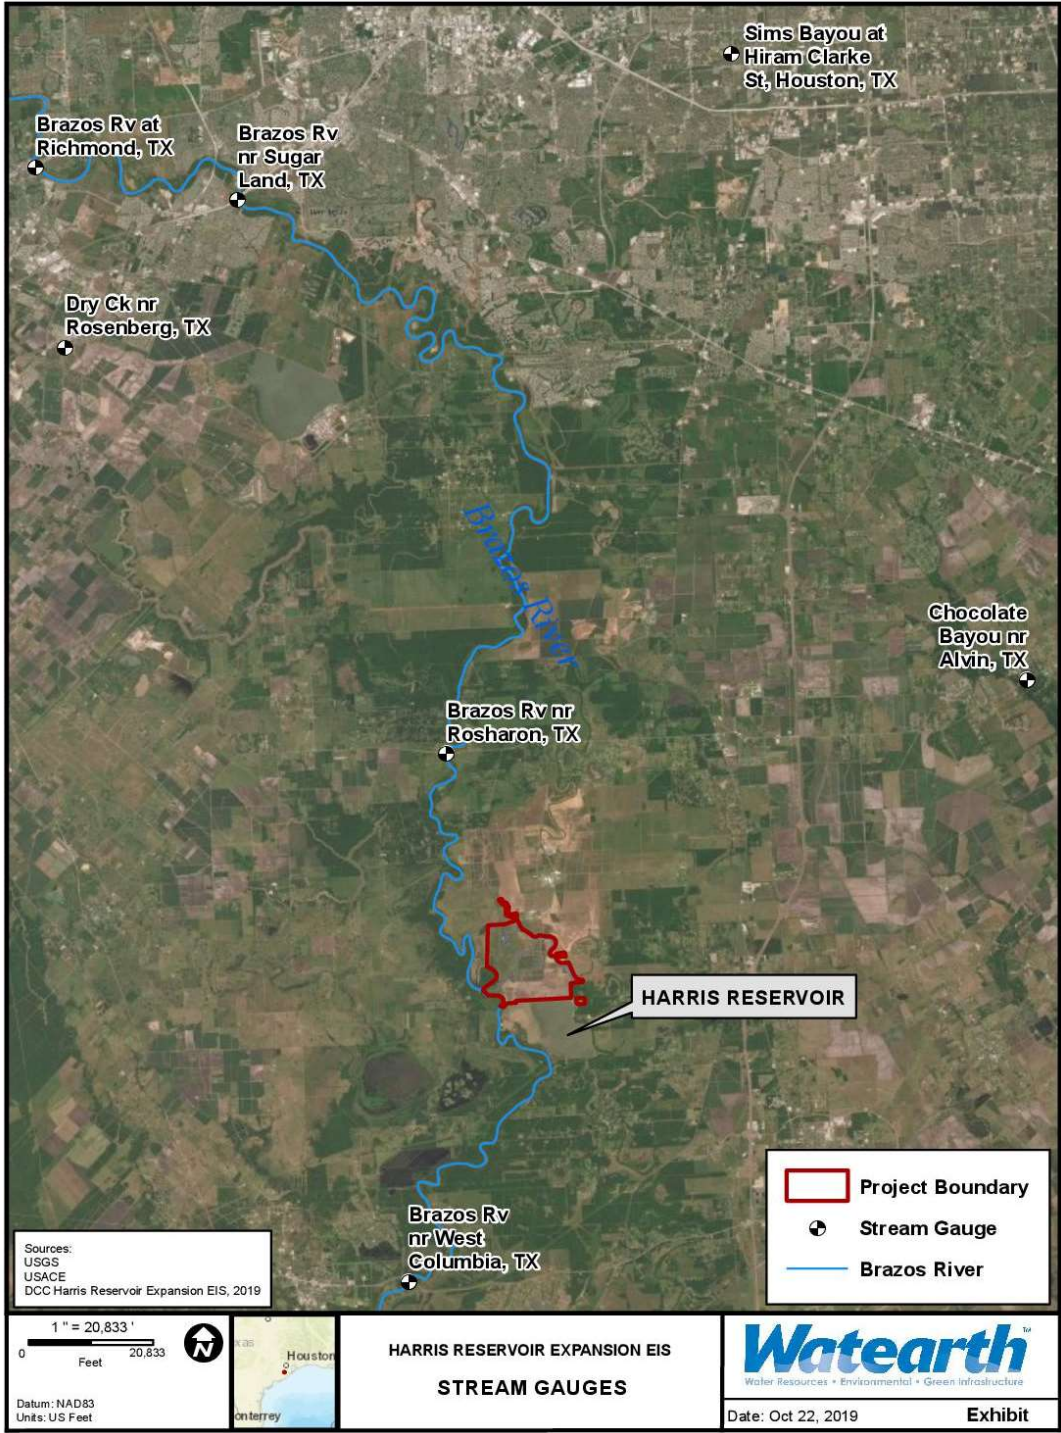 Sims Bayou at
Hiram Clarke
St, Houston, TX
Brazos Rv at
Richmond, TX
Brazos Rv
nr Sugar
Land, TX
Dry Ck nr
Rosenberg, TX
Brazos River
Chocolate
Bayou nr
Alvin, TX
Brazos Rv nr
Rosharon, TX
HARRIS RESERVOIR
Brazos Rv
nr West
Columbia, TX
Project Boundary
Stream Gauge
Brazos River
Sources:
USGS
USACE
DCC Harris Reservoir Expansion EIS, 2019
1 " = 20,833 '
0 20,833
Feet
N
Datum: NAD83
Units: US Feet
xas
Houston
onterrey
HARRIS RESERVOIR EXPANSION EIS
STREAM GAUGES
Watearth™
Water Resources • Environmental • Green Infrastructure
Date: Oct 22, 2019 Exhibit